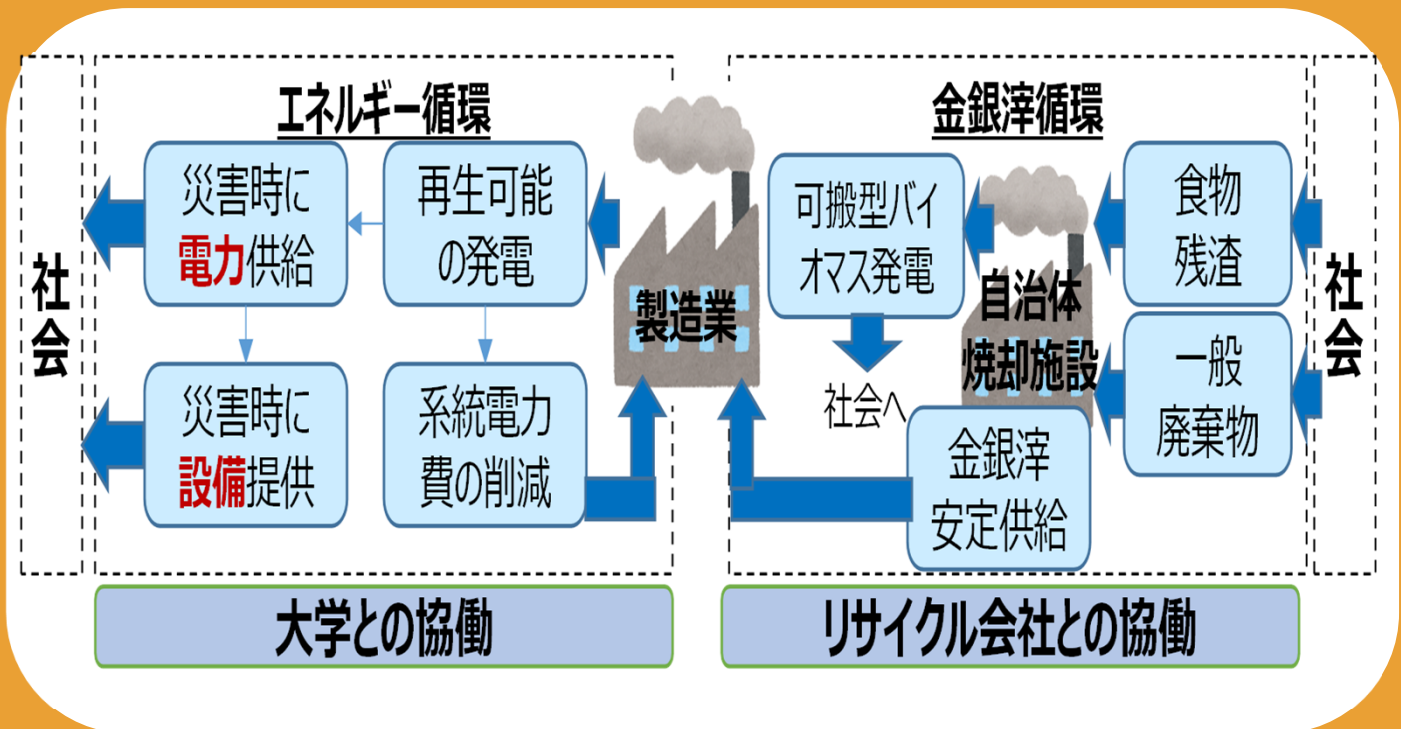 社会
エネルギー循環
災害時に
電力供給
再生可能
の発電
災害時に
設備提供
系統電力
費の削減
製造業
金銀滓循環
可搬型バイ
オマス発電
社会へ
自治体
焼却施設
食物
残渣
一般
廃棄物
金銀滓
安定供給
社会
大学との協働
リサイクル会社との協働